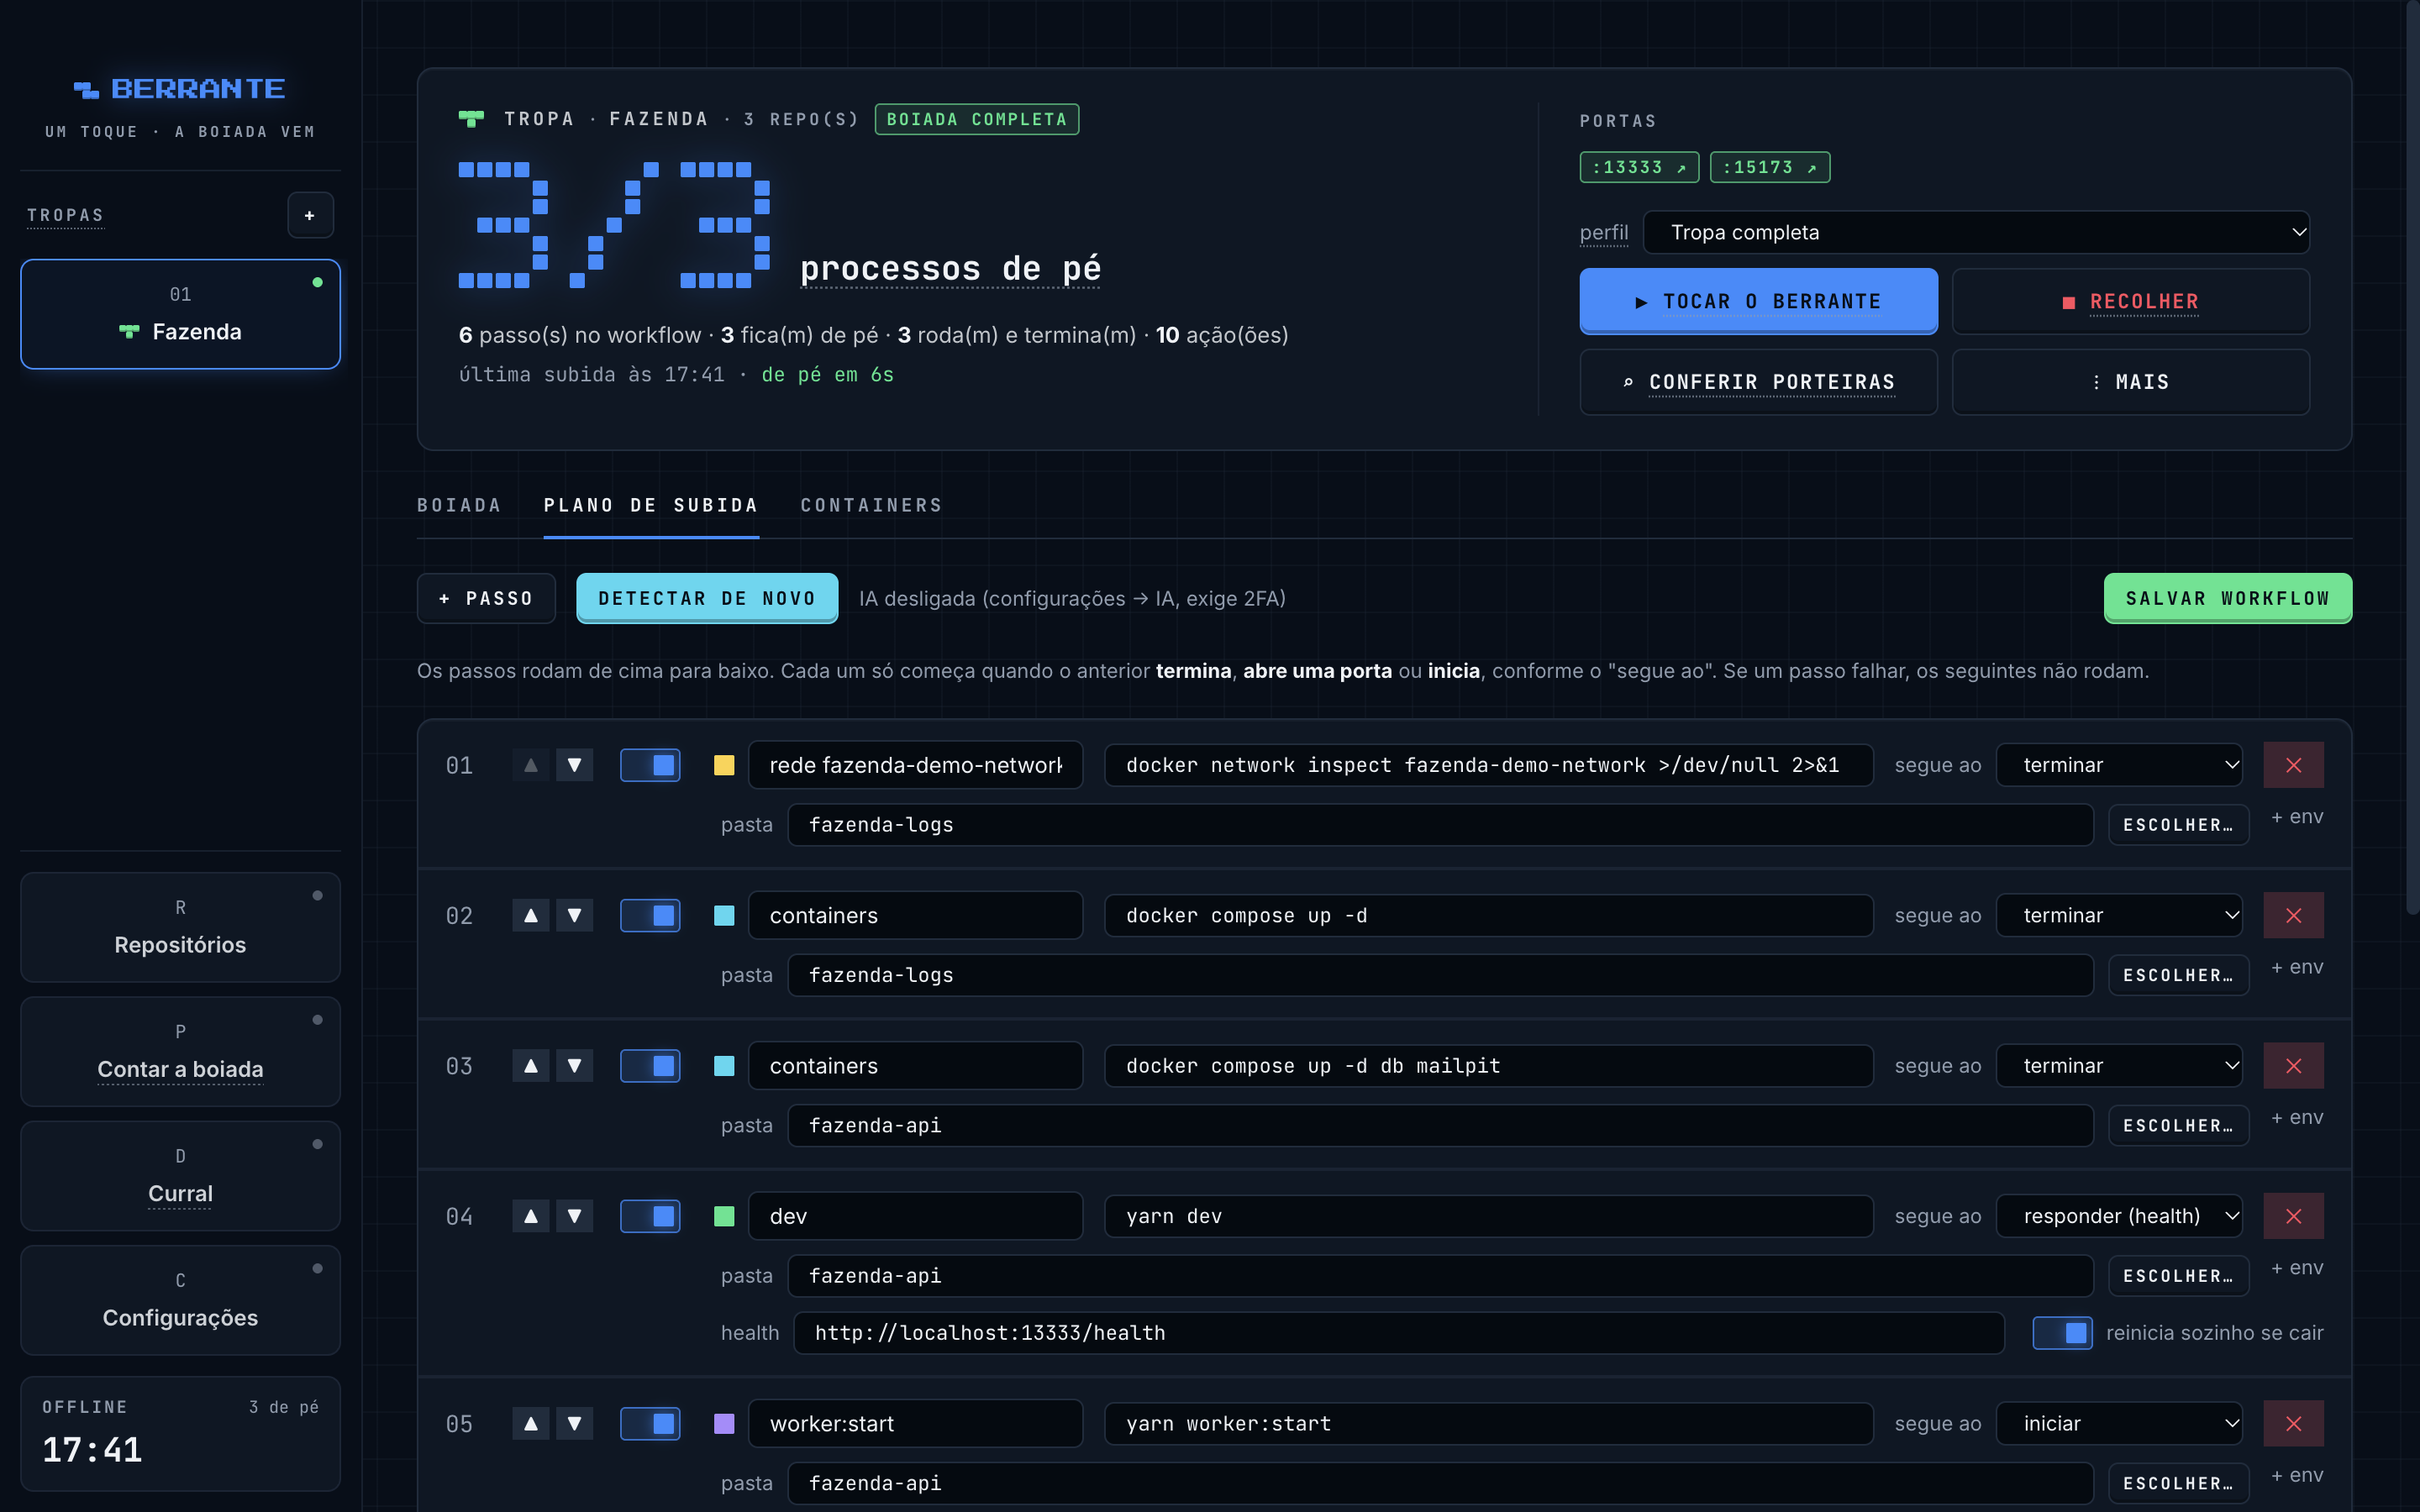 BERRANTE
UM TOQUE · A BOIADA VEM
TROPAS
+
01
Fazenda
R
Repositórios
P
Contar a boiada
D
Curral
C
Configurações
OFFLINE 3 de pé
17:41
TROPA · FAZENDA · 3 REPO(S) BOIADA COMPLETA
3/3 processos de pé
6 passo(s) no workflow · 3 fica(m) de pé · 3 roda(m) e termina(m) · 10 ação(ões)
última subida às 17:41 · de pé em 6s
PORTAS
:13333 ↗ :15173 ↗
perfil Tropa completa
▶ TOCAR O BERRANTE ■ RECOLHER
⌕ CONFERIR PORTEIRAS ⋮ MAIS
BOIADA PLANO DE SUBIDA CONTAINERS
+ PASSO DETECTAR DE NOVO IA desligada (configurações → IA, exige 2FA) SALVAR WORKFLOW
Os passos rodam de cima para baixo. Cada um só começa quando o anterior termina, abre uma porta ou inicia, conforme o "segue ao". Se um passo falhar, os seguintes não rodam.
01 ▲ ▼ rede fazenda-demo-network docker network inspect fazenda-demo-network >/dev/null 2>&1 segue ao terminar ×
pasta fazenda-logs ESCOLHER… + env
02 ▲ ▼ containers docker compose up -d segue ao terminar ×
pasta fazenda-logs ESCOLHER… + env
03 ▲ ▼ containers docker compose up -d db mailpit segue ao terminar ×
pasta fazenda-api ESCOLHER… + env
04 ▲ ▼ dev yarn dev segue ao responder (health) ×
pasta fazenda-api ESCOLHER… + env
health http://localhost:13333/health reinicia sozinho se cair
05 ▲ ▼ worker:start yarn worker:start segue ao iniciar ×
pasta fazenda-api ESCOLHER… + env